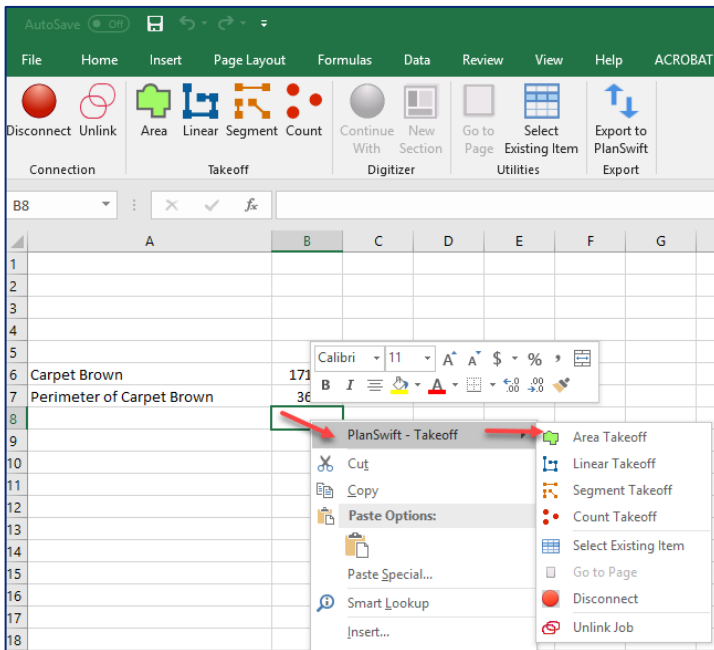 AutoSave Off
File Home Insert Page Layout Formulas Data Review View Help ACROBAT
Disconnect Unlink Area Linear Segment Count Continue With New Section Go to Page Select Existing Item Export to PlanSwift
Connection Takeoff Digitizer Utilities Export
B8 fx
A B C D E F G
1
2
3
4
5
Calibri 11 A A $ % ,
6 Carpet Brown 171
B I A .0 .00 .00 .0
7 Perimeter of Carpet Brown 36
8
PlanSwift - Takeoff
Area Takeoff
9
Cut
Linear Takeoff
10
Copy
Segment Takeoff
11
Paste Options:
Count Takeoff
12
Select Existing Item
13
Paste Special...
Go to Page
14
Smart Lookup
Disconnect
15
Insert...
Unlink Job
16
17
18